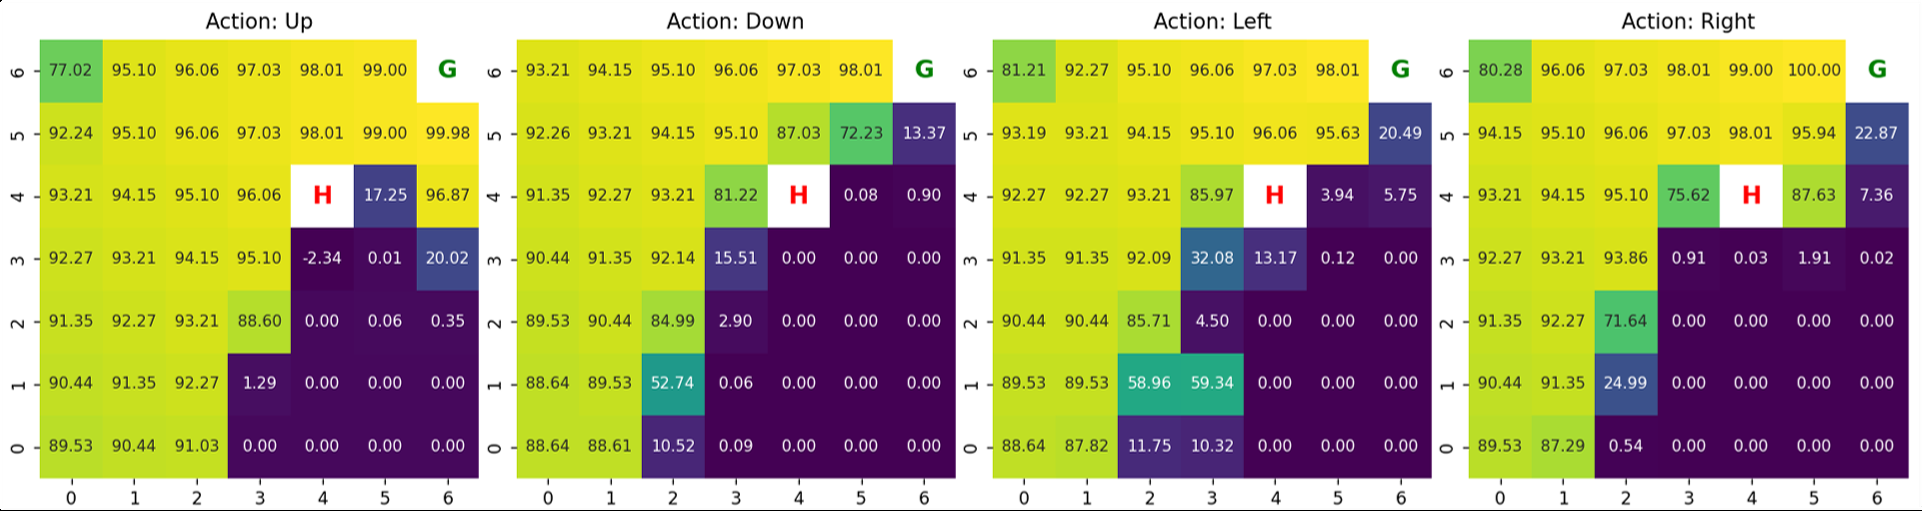 Action: Up Action: Down Action: Left Action: Right
6 77.02 95.10 96.06 97.03 98.01 99.00 G 6 93.21 94.15 95.10 96.06 97.03 98.01 G 6 81.21 92.27 95.10 96.06 97.03 98.01 G 6 80.28 96.06 97.03 98.01 99.00 100.00 G
5 92.24 95.10 96.06 97.03 98.01 99.00 99.98 5 92.26 93.21 94.15 95.10 87.03 72.23 13.37 5 93.19 93.21 94.15 95.10 96.06 95.63 20.49 5 94.15 95.10 96.06 97.03 98.01 95.94 22.87
4 93.21 94.15 95.10 96.06 H 17.25 96.87 4 91.35 92.27 93.21 81.22 H 0.08 0.90 4 92.27 92.27 93.21 85.97 H 3.94 5.75 4 93.21 94.15 95.10 75.62 H 87.63 7.36
3 92.27 93.21 94.15 95.10 -2.34 0.01 20.02 3 90.44 91.35 92.14 15.51 0.00 0.00 0.00 3 91.35 91.35 92.09 32.08 13.17 0.12 0.00 3 92.27 93.21 93.86 0.91 0.03 1.91 0.02
2 91.35 92.27 93.21 88.60 0.00 0.06 0.35 2 89.53 90.44 84.99 2.90 0.00 0.00 0.00 2 90.44 90.44 85.71 4.50 0.00 0.00 0.00 2 91.35 92.27 71.64 0.00 0.00 0.00 0.00
1 90.44 91.35 92.27 1.29 0.00 0.00 0.00 1 88.64 89.53 52.74 0.06 0.00 0.00 0.00 1 89.53 89.53 58.96 59.34 0.00 0.00 0.00 1 90.44 91.35 24.99 0.00 0.00 0.00 0.00
0 89.53 90.44 91.03 0.00 0.00 0.00 0.00 0 88.64 88.61 10.52 0.09 0.00 0.00 0.00 0 88.64 87.82 11.75 10.32 0.00 0.00 0.00 0 89.53 87.29 0.54 0.00 0.00 0.00 0.00
0 1 2 3 4 5 6 0 1 2 3 4 5 6 0 1 2 3 4 5 6 0 1 2 3 4 5 6